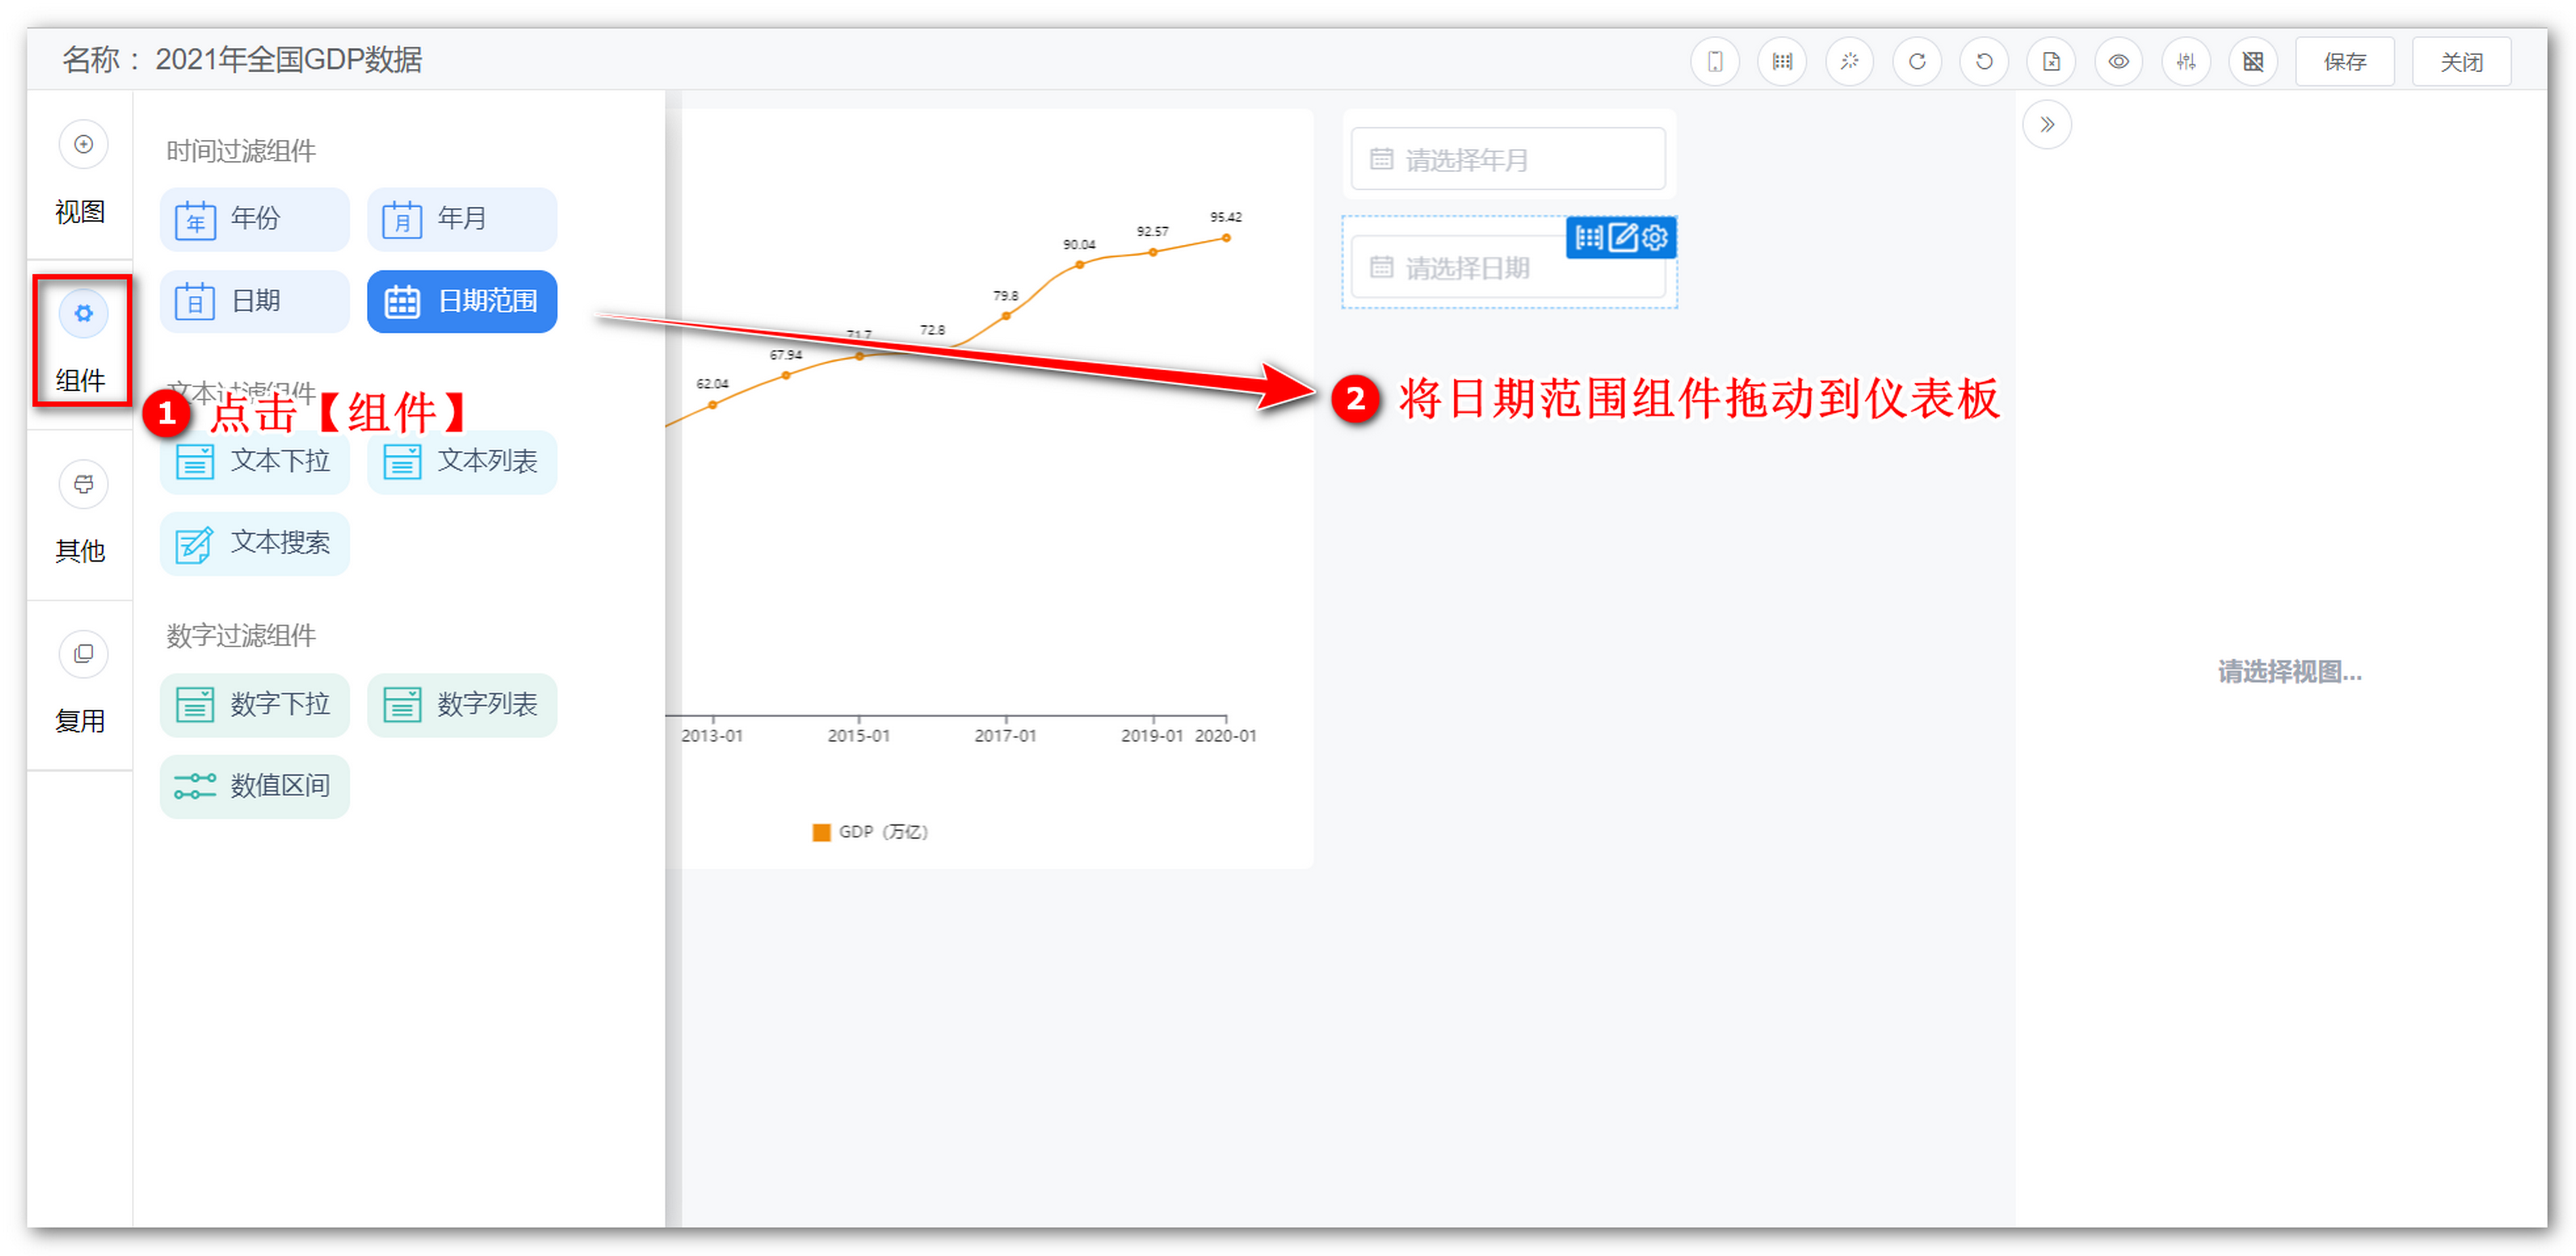 名称： 2021年全国GDP数据
保存
关闭
视图
组件
其他
复用
时间过滤组件
年 年份
月 年月
日 日期
日期范围
文本过滤组件
1 点击【组件】
文本下拉
文本列表
文本搜索
数字过滤组件
数字下拉
数字列表
数值区间
62.04
67.94
71.7
72.8
79.8
90.04
92.57
95.42
2013-01
2015-01
2017-01
2019-01
2020-01
GDP（万亿）
请选择年月
请选择日期
2 将日期范围组件拖动到仪表板
请选择视图...